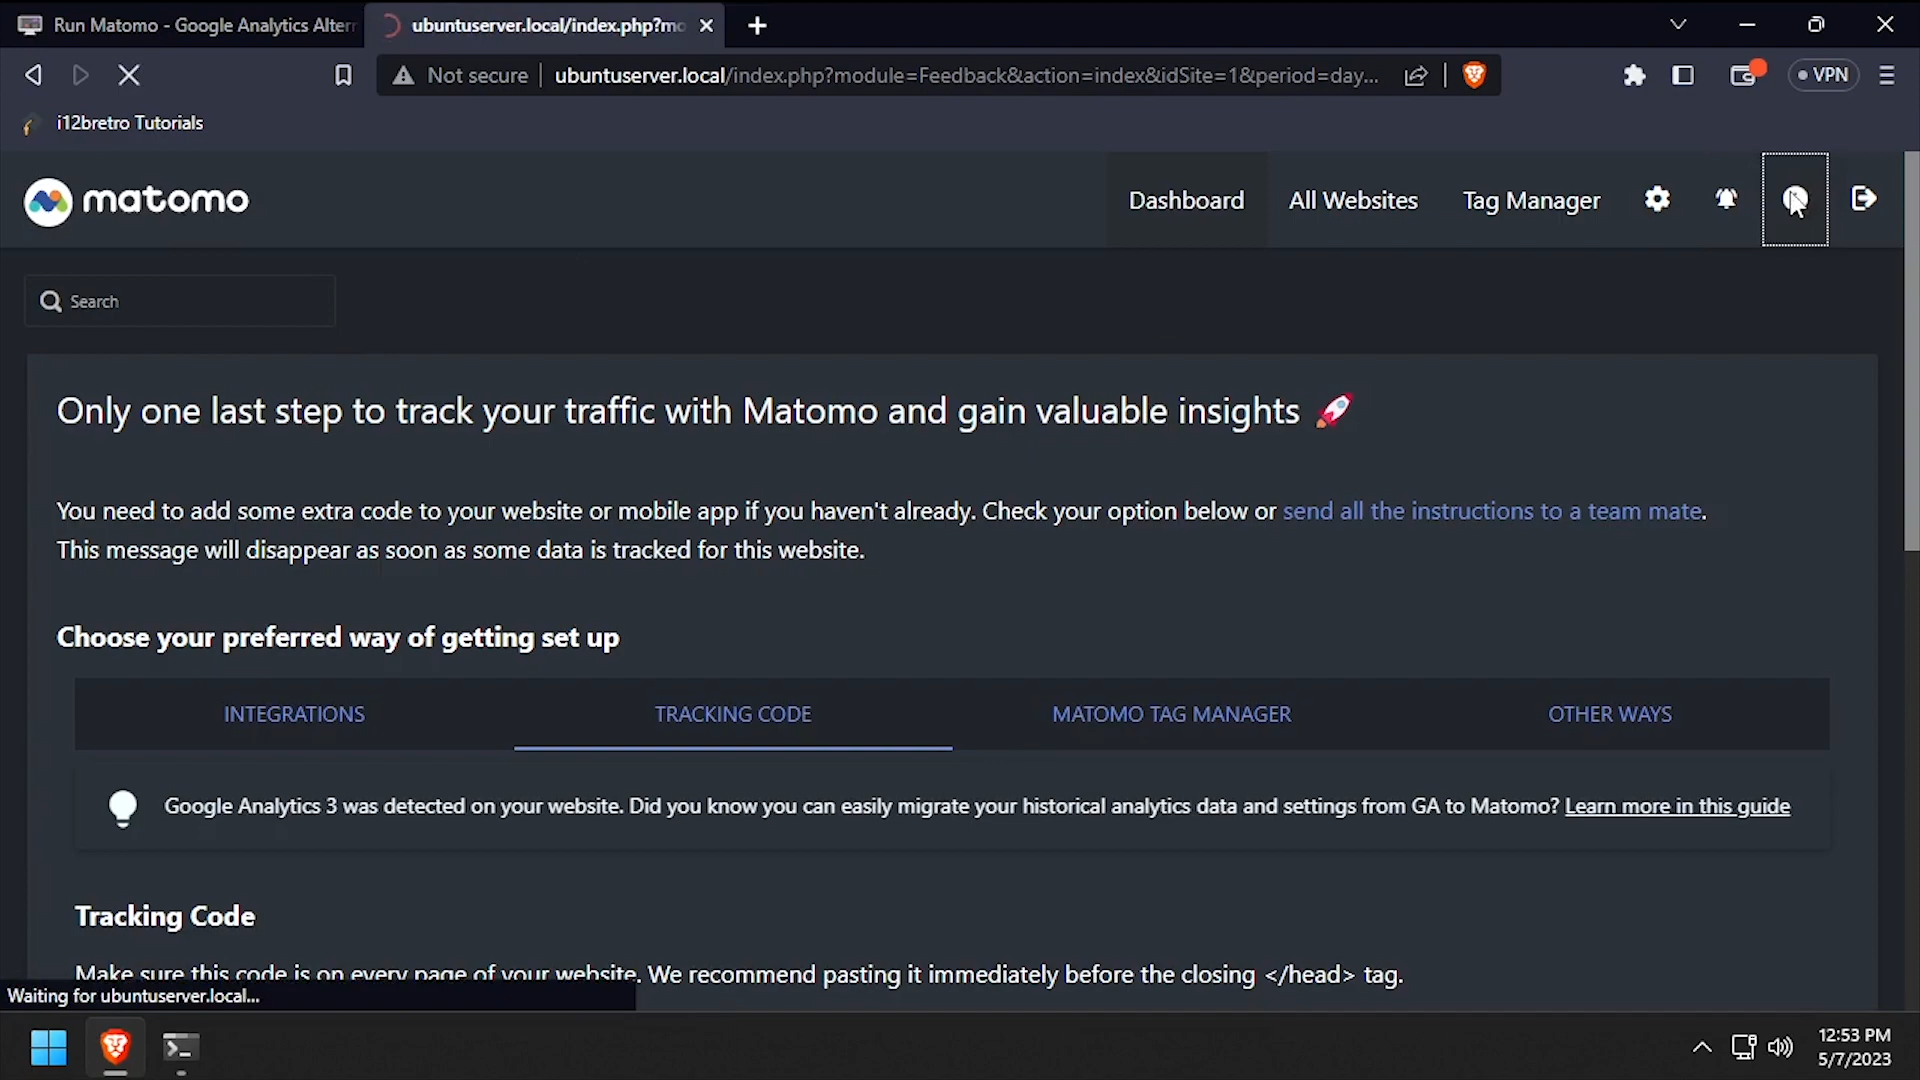 Run Matomo - Google Analytics Alter
ubuntuserver.local/index.php?mo
Not secure
ubuntuserver.local/index.php?module=Feedback&action=index&idSite=1&period=day...
VPN
i12bretro Tutorials
matomo
Dashboard
All Websites
Tag Manager
Search
Only one last step to track your traffic with Matomo and gain valuable insights 🚀
You need to add some extra code to your website or mobile app if you haven't already. Check your option below or send all the instructions to a team mate.
This message will disappear as soon as some data is tracked for this website.
Choose your preferred way of getting set up
INTEGRATIONS
TRACKING CODE
MATOMO TAG MANAGER
OTHER WAYS
Google Analytics 3 was detected on your website. Did you know you can easily migrate your historical analytics data and settings from GA to Matomo? Learn more in this guide
Tracking Code
Make sure this code is on every page of your website. We recommend pasting it immediately before the closing </head> tag.
Waiting for ubuntuserver.local...
12:53 PM
5/7/2023